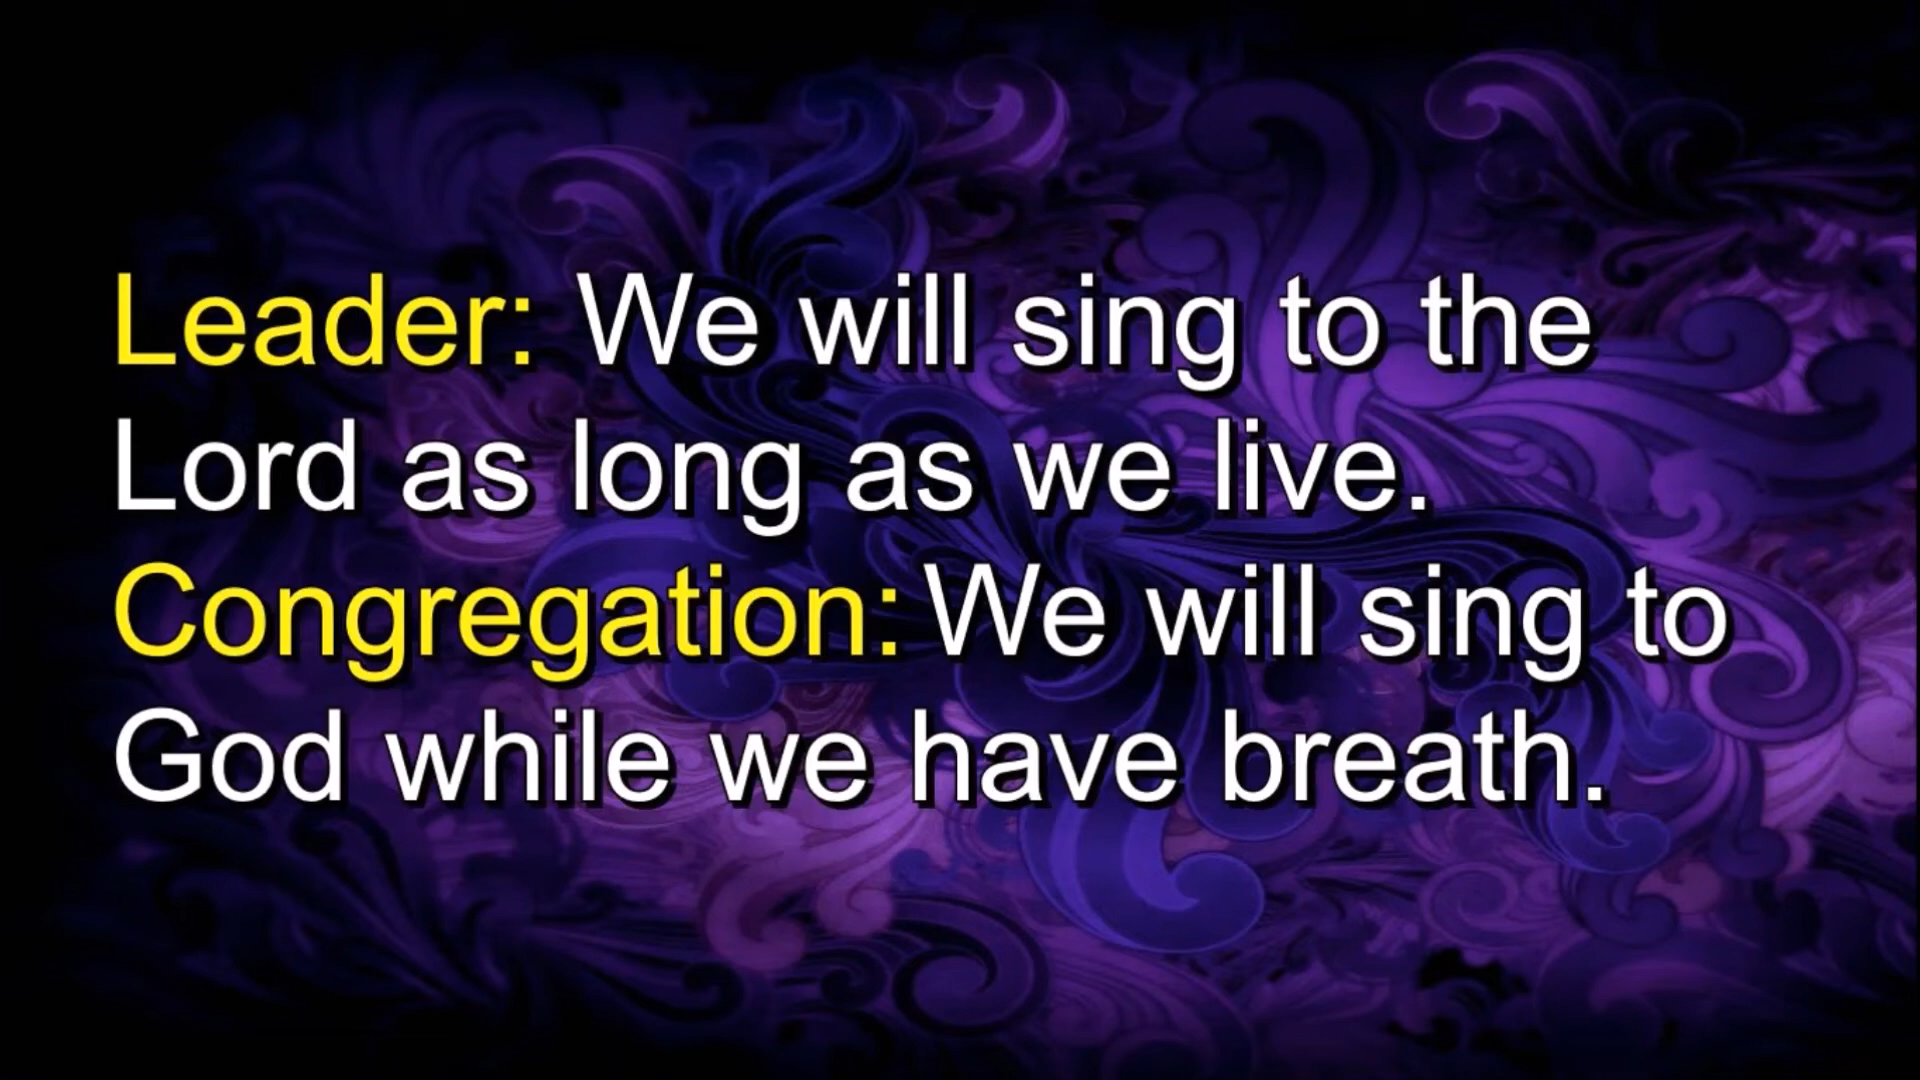 Leader: We will sing to the
Lord as long as we live.
Congregation: We will sing to
God while we have breath.